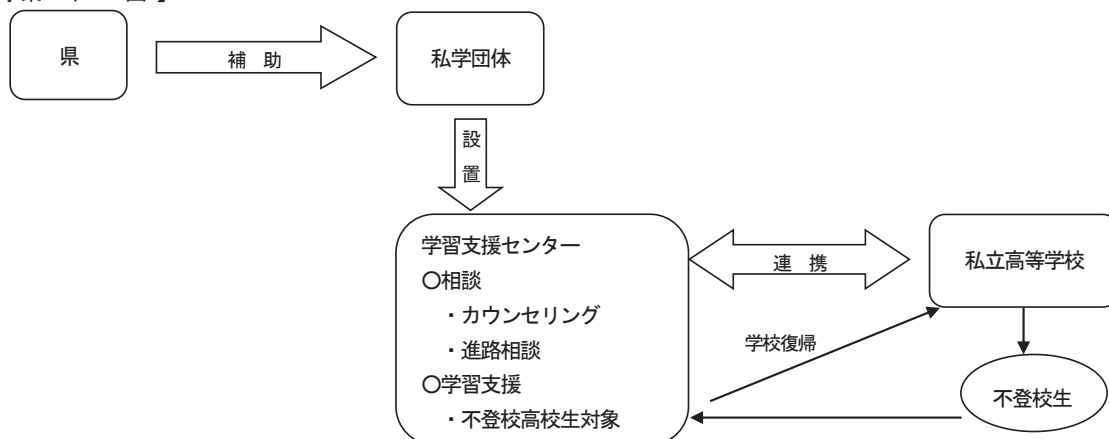 県
補 助
私学団体
設
置
学習支援センター
〇相談
・カウンセリング
・進路相談
〇学習支援
・不登校高校生対象
連 携
私立高等学校
学校復帰
不登校生